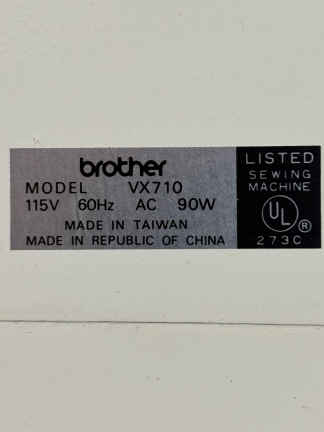 brother
MODEL VX710
115V 60Hz AC 90W
MADE IN TAIWAN
MADE IN REPUBLIC OF CHINA
LISTED
SEWING
MACHINE
UL ®
273C